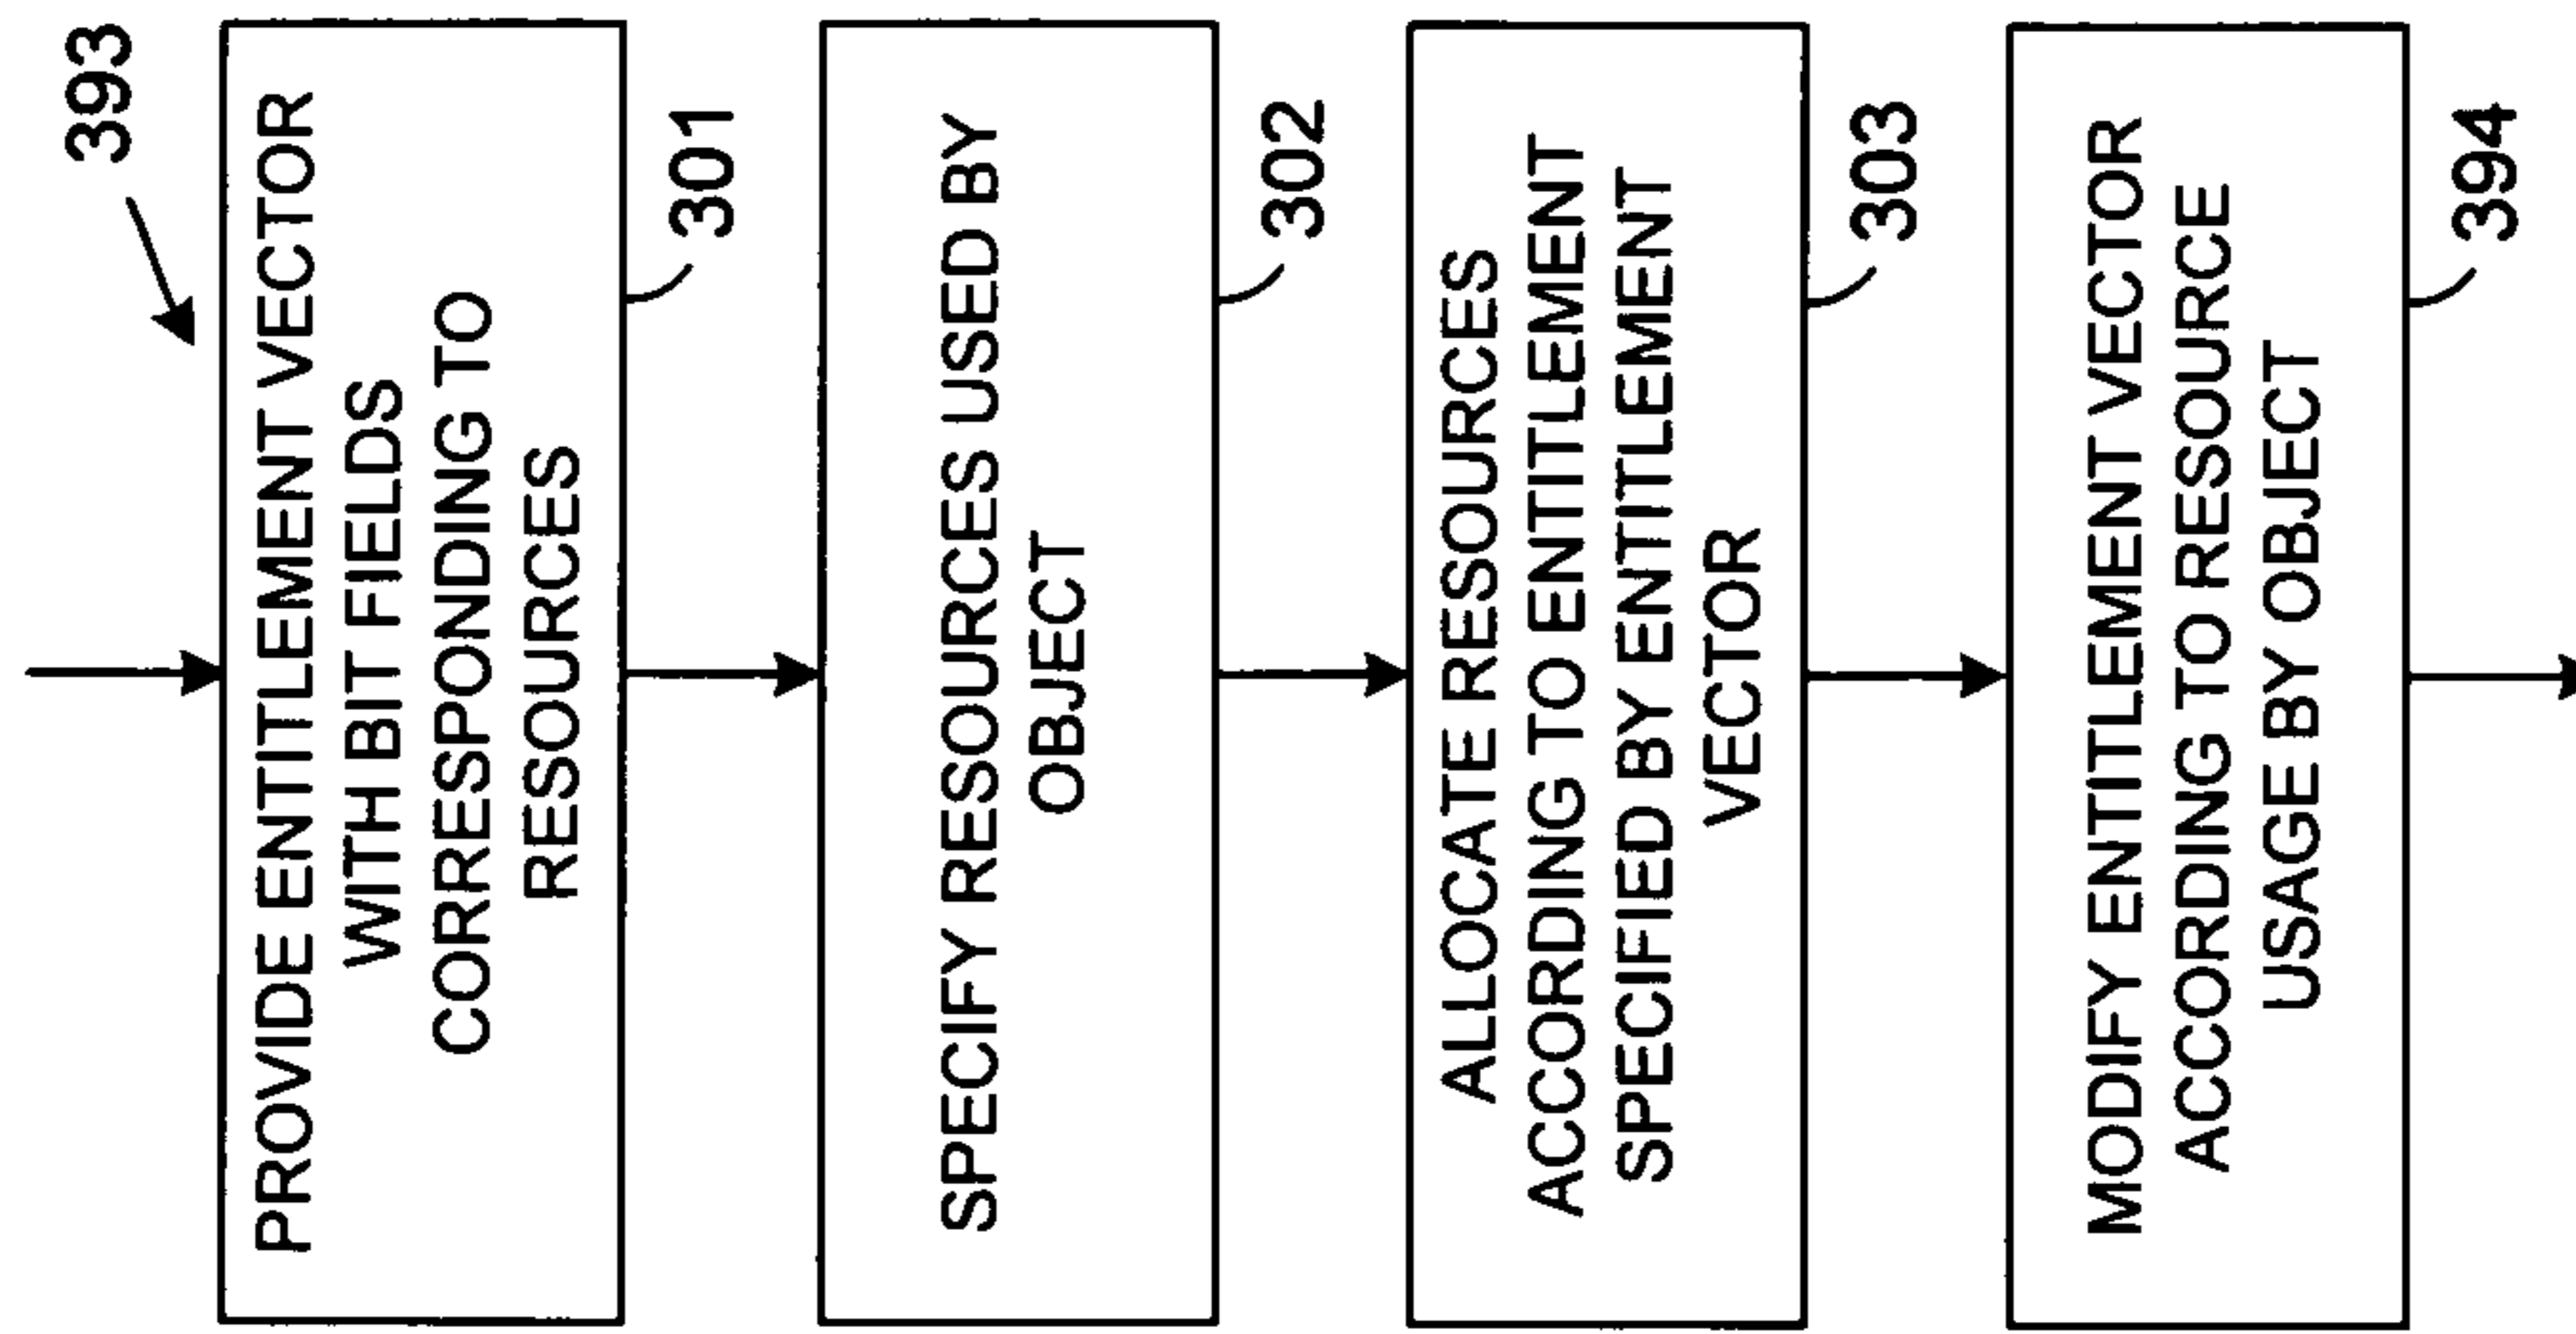 393
PROVIDE ENTITLEMENT VECTOR
WITH BIT FIELDS
CORRESPONDING TO
RESOURCES
301
SPECIFY RESOURCES USED BY
OBJECT
302
ALLOCATE RESOURCES
ACCORDING TO ENTITLEMENT
SPECIFIED BY ENTITLEMENT
VECTOR
303
MODIFY ENTITLEMENT VECTOR
ACCORDING TO RESOURCE
USAGE BY OBJECT
394